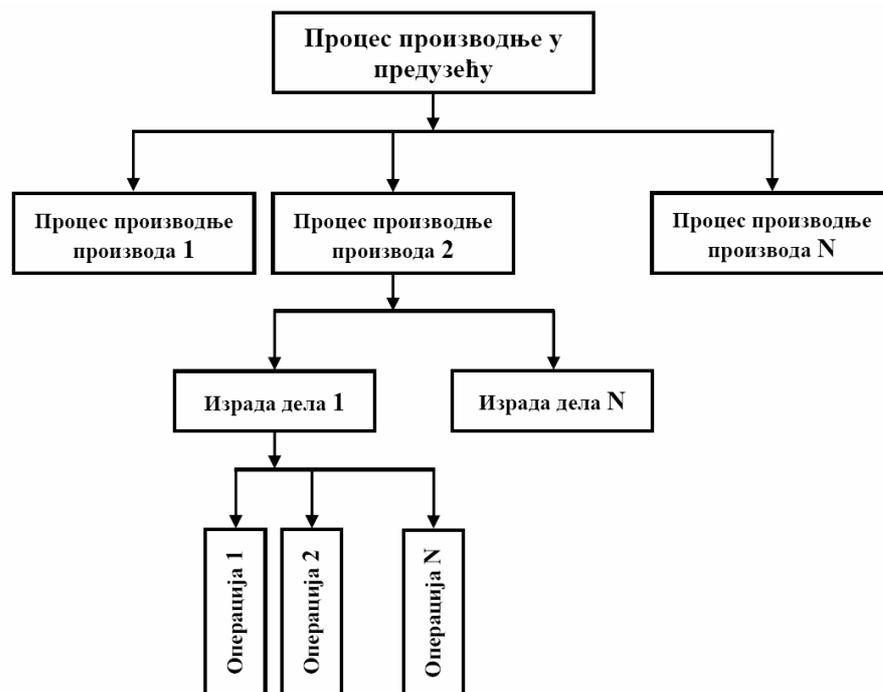 Процес производње у
предузећу
Процес производње
производа 1
Процес производње
производа 2
Процес производње
производа N
Израда дела 1
Израда дела N
Операција 1
Операција 2
Операција N